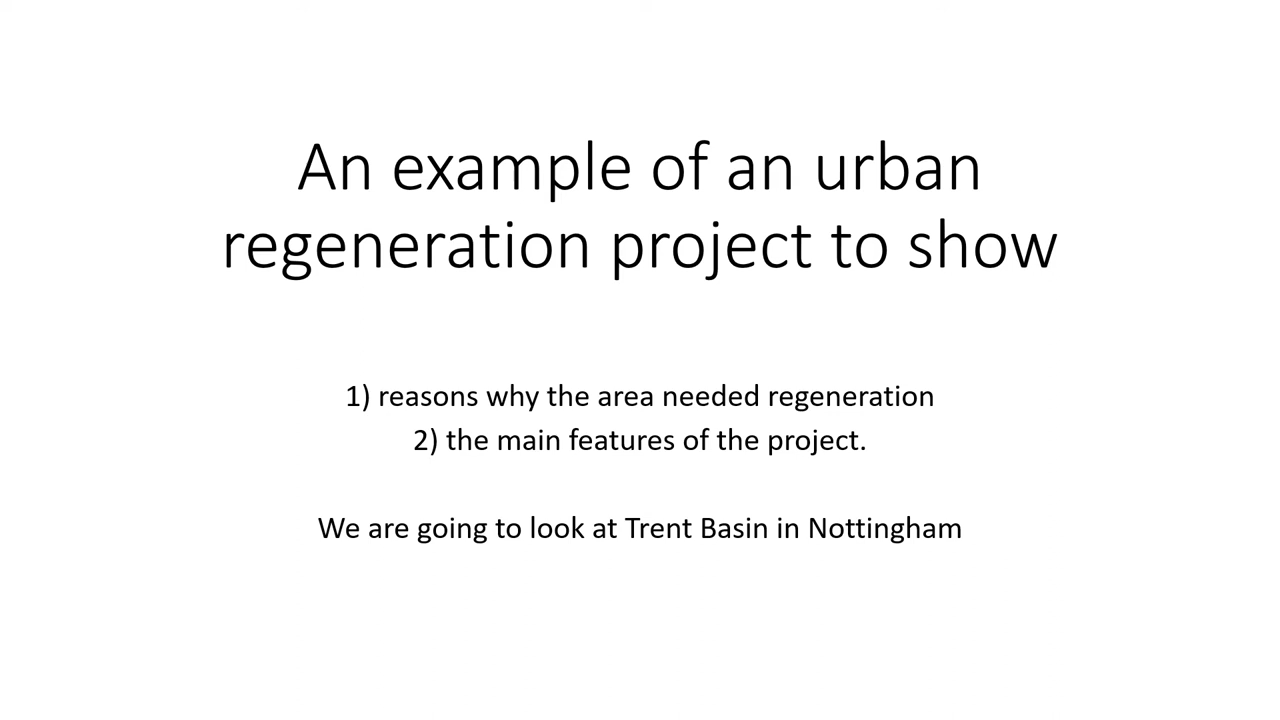 An example of an urban
regeneration project to show
1) reasons why the area needed regeneration
2) the main features of the project.
We are going to look at Trent Basin in Nottingham